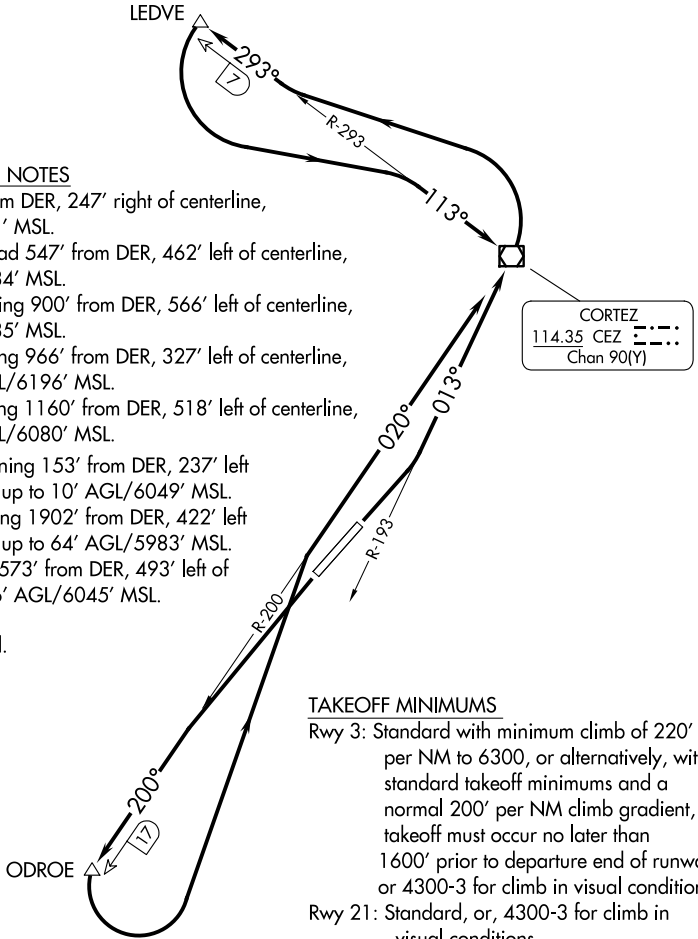 LEDVE
293°
7
R-293
NOTES
m DER, 247' right of centerline,
' MSL.
ad 547' from DER, 462' left of centerline,
34' MSL.
ing 900' from DER, 566' left of centerline,
35' MSL.
ng 966' from DER, 327' left of centerline,
GL/6196' MSL.
ng 1160' from DER, 518' left of centerline,
L/6080' MSL.
ning 153' from DER, 237' left
up to 10' AGL/6049' MSL.
ng 1902' from DER, 422' left
up to 64' AGL/5983' MSL.
573' from DER, 493' left of
' AGL/6045' MSL.
113°
CORTEZ
114.35 CEZ
Chan 90(Y)
020°
013°
R-193
R-200
200°
17
ODROE
TAKEOFF MINIMUMS
Rwy 3: Standard with minimum climb of 220'
per NM to 6300, or alternatively, wit
standard takeoff minimums and a
normal 200' per NM climb gradient,
takeoff must occur no later than
1600' prior to departure end of runwa
or 4300-3 for climb in visual condition
Rwy 21: Standard, or, 4300-3 for climb in
visual conditions